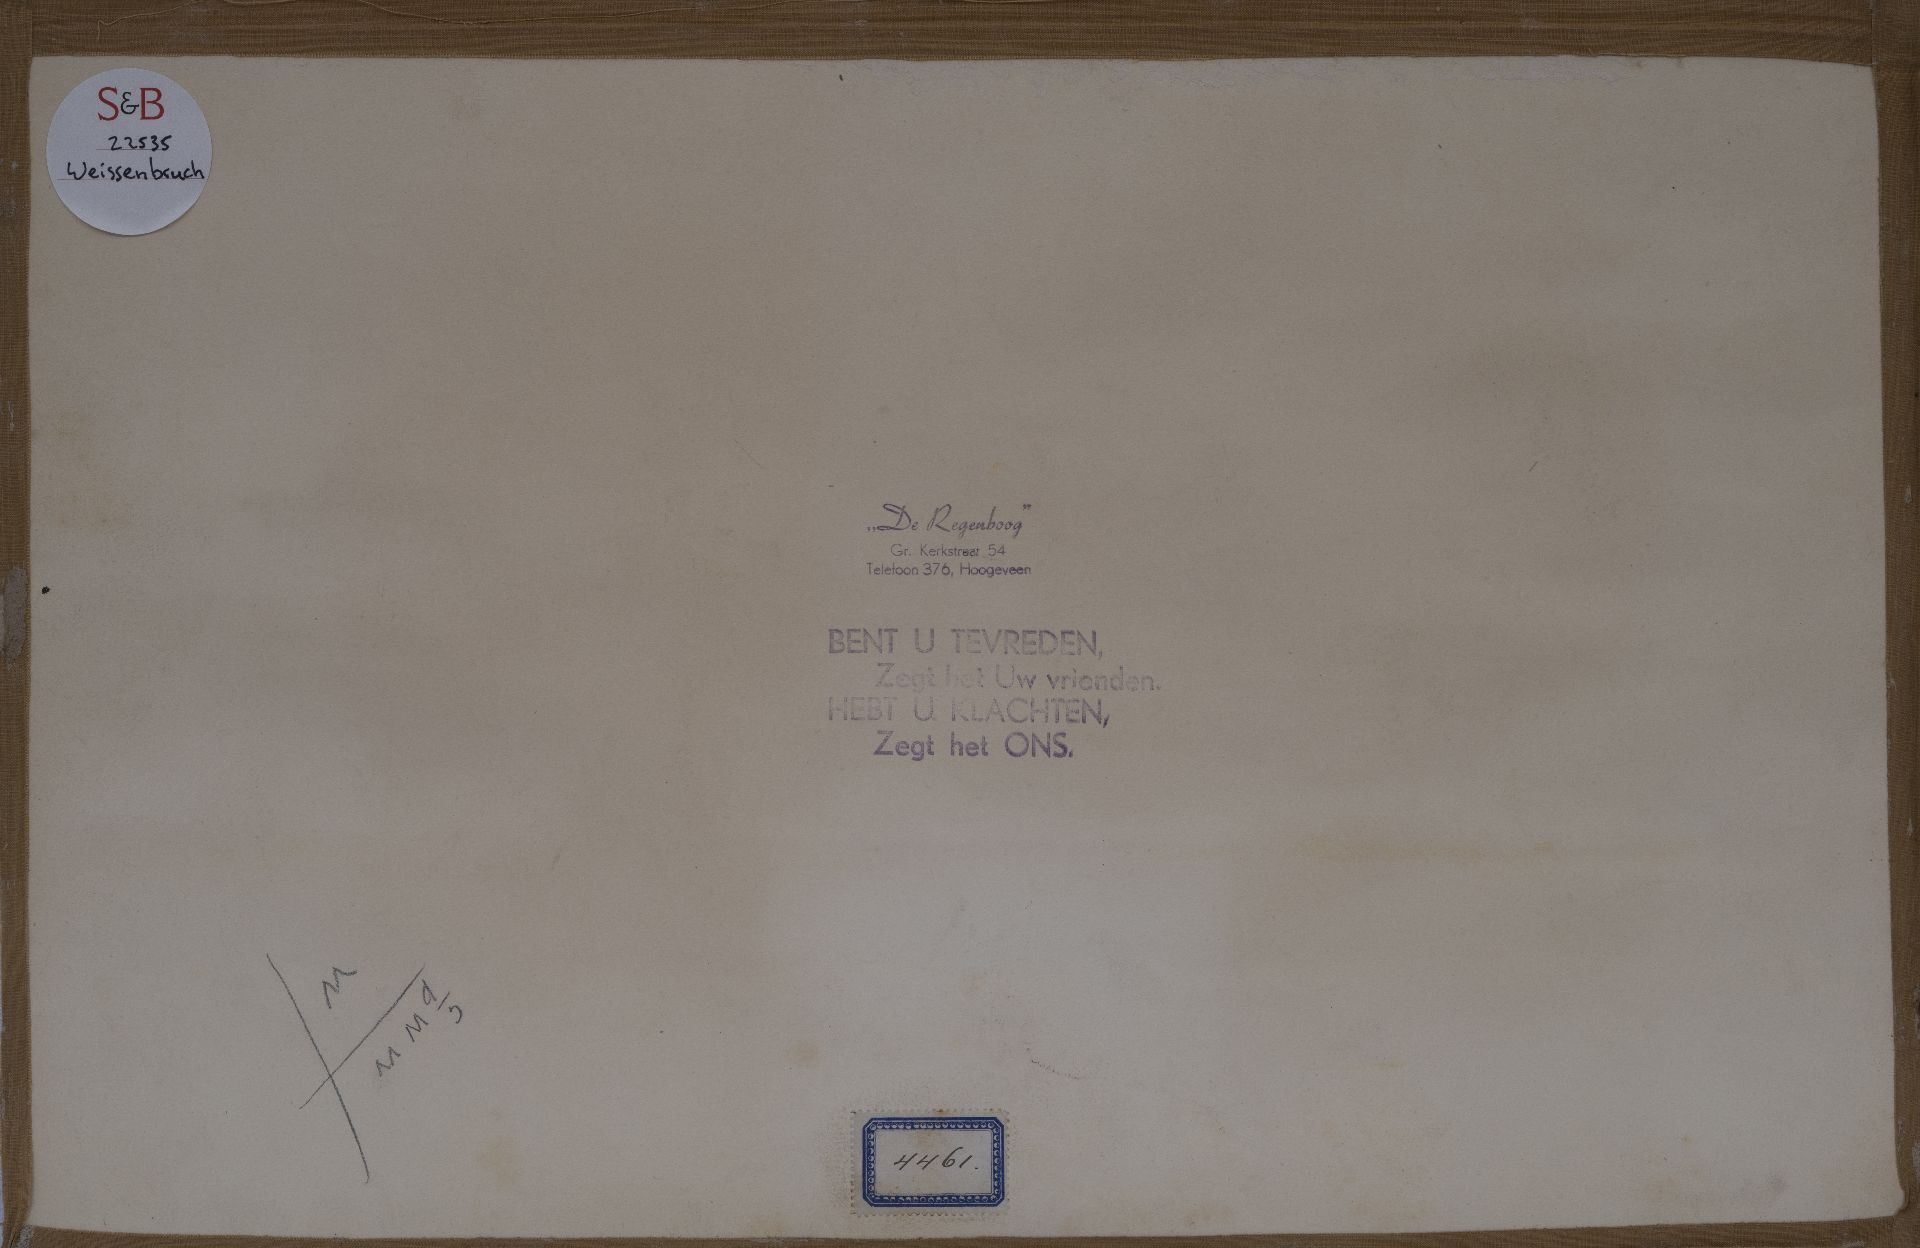 S&B
22535
Weissenbruch
„De Regenboog”
Gr. Kerkstraat 54
Telefoon 376, Hoogeveen
BENT U TEVREDEN,
Zegt het Uw vrienden.
HEBT U KLACHTEN,
Zegt het ONS.
4461.